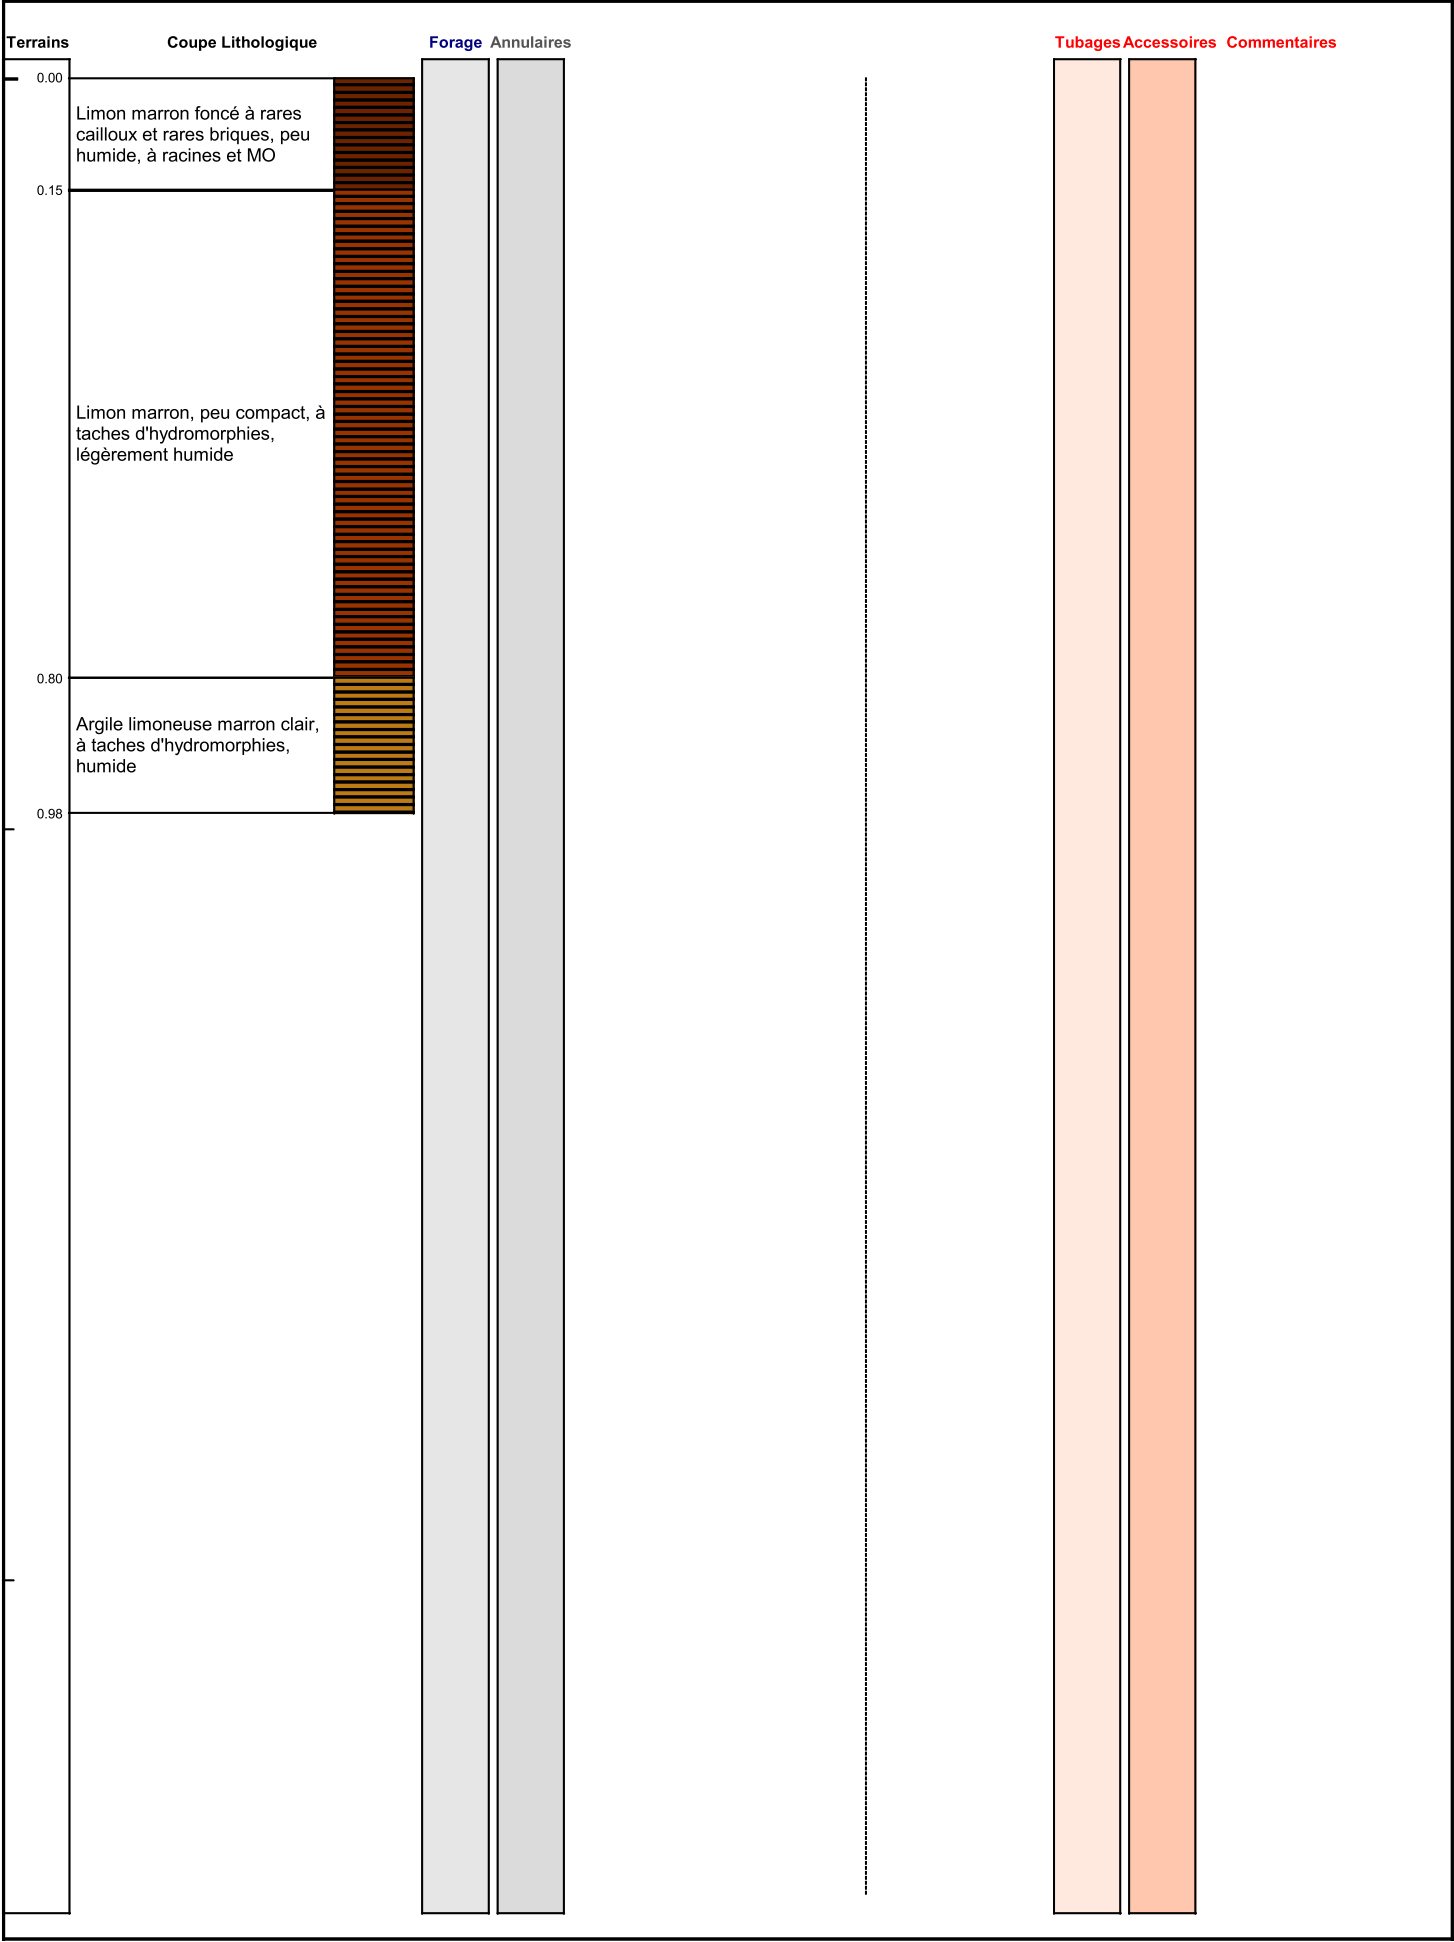 Terrains Coupe Lithologique Forage Annulaires Tubages Accessoires Commentaires
0.00
Limon marron foncé à rares
cailloux et rares briques, peu
humide, à racines et MO
0.15
Limon marron, peu compact, à
taches d'hydromorphies,
légèrement humide
0.80
Argile limoneuse marron clair,
à taches d'hydromorphies,
humide
0.98